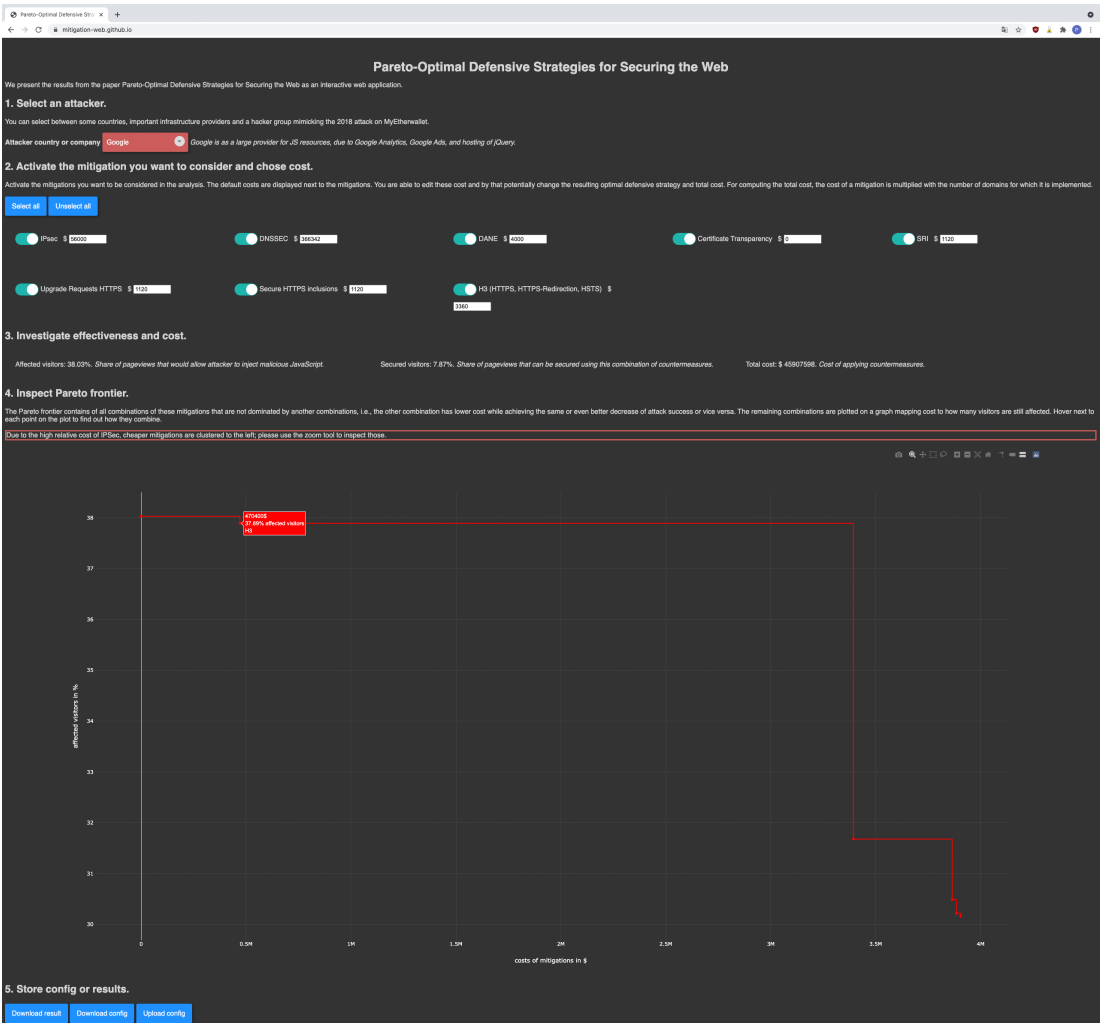 Pareto-Optimal Defensive Stra
mitigation-web.github.io
Pareto-Optimal Defensive Strategies for Securing the Web
We present the results from the paper Pareto-Optimal Defensive Strategies for Securing the Web as an interactive web application.
1. Select an attacker.
You can select between some countries, important infrastructure providers and a hacker group mimicking the 2018 attack on MyEtherwallet.
Attacker country or company Google Google is as a large provider for JS resources, due to Google Analytics, Google Ads, and hosting of jQuery.
2. Activate the mitigation you want to consider and chose cost.
Activate the mitigations you want to be considered in the analysis. The default costs are displayed next to the mitigations. You are able to edit these cost and by that potentially change the resulting optimal defensive strategy and total cost. For computing the total cost, the cost of a mitigation is multiplied with the number of domains for which it is implemented.
Select all Unselect all
IPsec $ 56000 DNSSEC $ 366342 DANE $ 4000 Certificate Transparency $ 0 SRI $ 1120
Upgrade Requests HTTPS $ 1120 Secure HTTPS inclusions $ 1120 H3 (HTTPS, HTTPS-Redirection, HSTS) $
3360
3. Investigate effectiveness and cost.
Affected visitors: 38.03%. Share of pageviews that would allow attacker to inject malicious JavaScript. Secured visitors: 7.87%. Share of pageviews that can be secured using this combination of countermeasures. Total cost: $ 45907598. Cost of applying countermeasures.
4. Inspect Pareto frontier.
The Pareto frontier contains of all combinations of these mitigations that are not dominated by another combinations, i.e., the other combination has lower cost while achieving the same or even better decrease of attack success or vice versa. The remaining combinations are plotted on a graph mapping cost to how many visitors are still affected. Hover next to
each point on the plot to find out how they combine.
Due to the high relative cost of IPSec, cheaper mitigations are clustered to the left; please use the zoom tool to inspect those.
470400$
37.89% affected visitors
H3
38
37
36
35
34
33
32
31
30
affected visitors in %
0 0.5M 1M 1.5M 2M 2.5M 3M 3.5M 4M
costs of mitigations in $
5. Store config or results.
Download result Download config Upload config